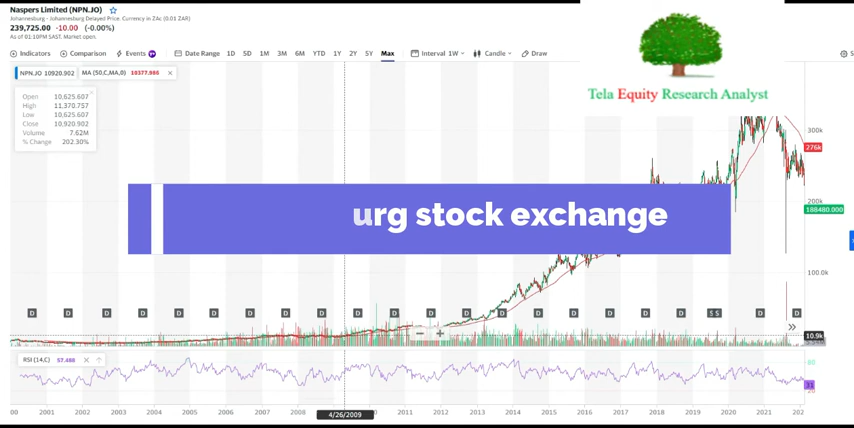 Naspers Limited (NPN.JO)
Johannesburg - Johannesburg Delayed Price. Currency in ZAc (0.01 ZAR)
239,725.00 -10.00 (-0.00%)
As of 01:10PM SAST. Market open.
Indicators Comparison Events Date Range 1D 5D 1M 3M 6M YTD 1Y 2Y 5Y Max Interval 1W Candle Draw S
NPN.JO 10920.902 MA (50,C,MA,0) 10377.986
Open 10,625.607
High 11,370.757
Low 10,625.607
Close 10,920.902
Volume 7.62M
% Change 202.30%
Tela Equity Research Analyst
300k
276k
200k
188480.000
100.0k
10.9k
urg stock exchange
D D D D D D D D D D D D D D D D D D D S S D D
RSI (14,C) 57.488
80
31
20
00 2001 2002 2003 2004 2005 2006 2007 2008 4/26/2009 2011 2012 2013 2014 2015 2016 2017 2018 2019 2020 2021 2022